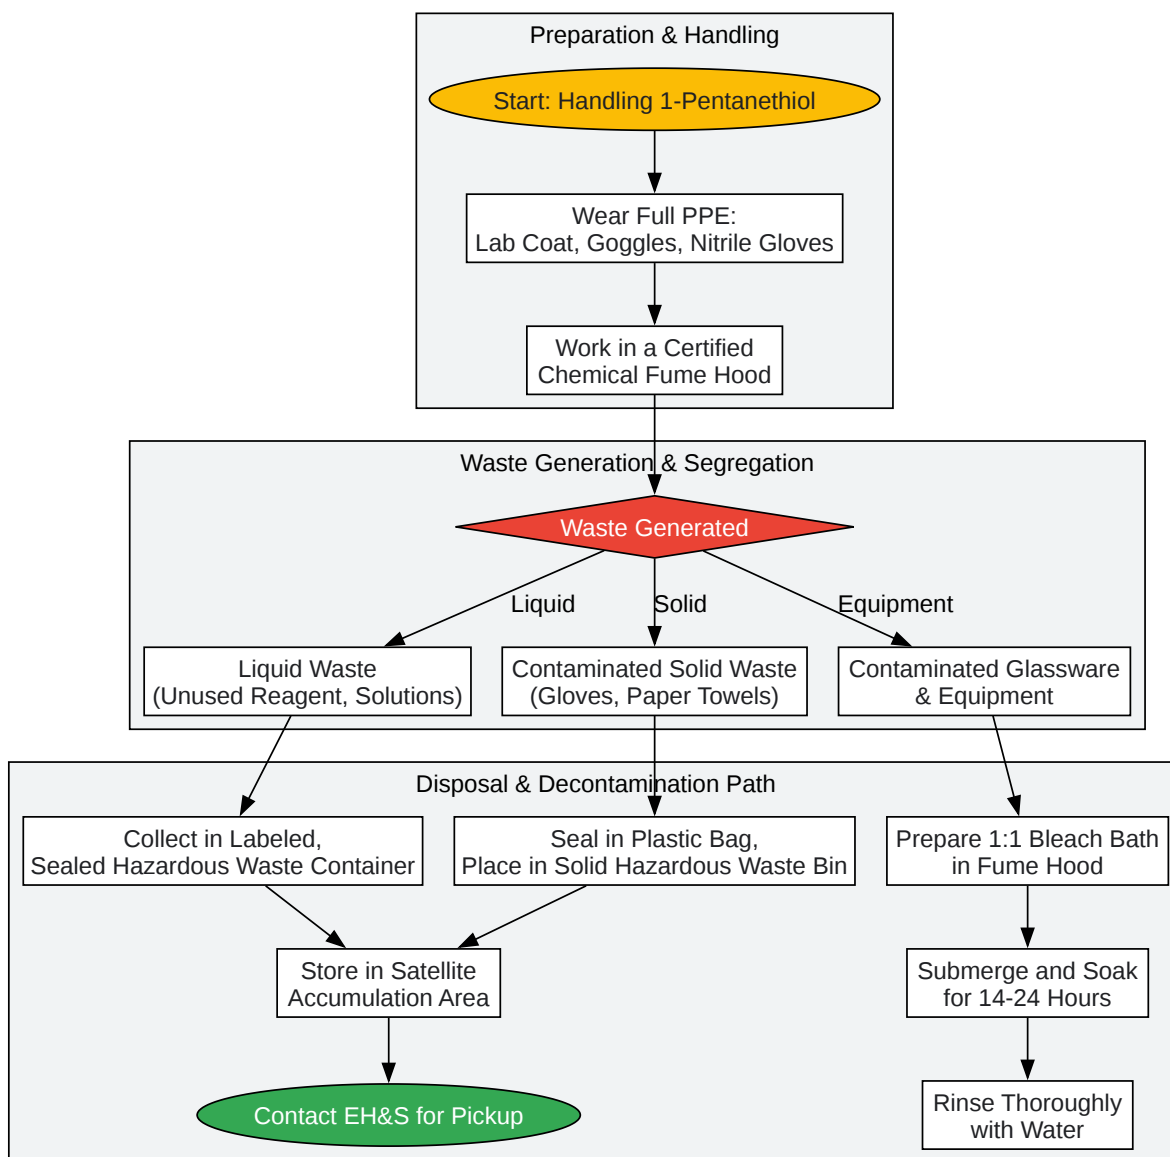 Preparation & Handling
Start: Handling 1-Pentanethiol
Wear Full PPE:
Lab Coat, Goggles, Nitrile Gloves
Work in a Certified
Chemical Fume Hood
Waste Generation & Segregation
Waste Generated
Liquid
Solid
Equipment
Liquid Waste
(Unused Reagent, Solutions)
Contaminated Solid Waste
(Gloves, Paper Towels)
Contaminated Glassware
& Equipment
Disposal & Decontamination Path
Collect in Labeled,
Sealed Hazardous Waste Container
Seal in Plastic Bag,
Place in Solid Hazardous Waste Bin
Prepare 1:1 Bleach Bath
in Fume Hood
Store in Satellite
Accumulation Area
Submerge and Soak
for 14-24 Hours
Contact EH&S for Pickup
Rinse Thoroughly
with Water